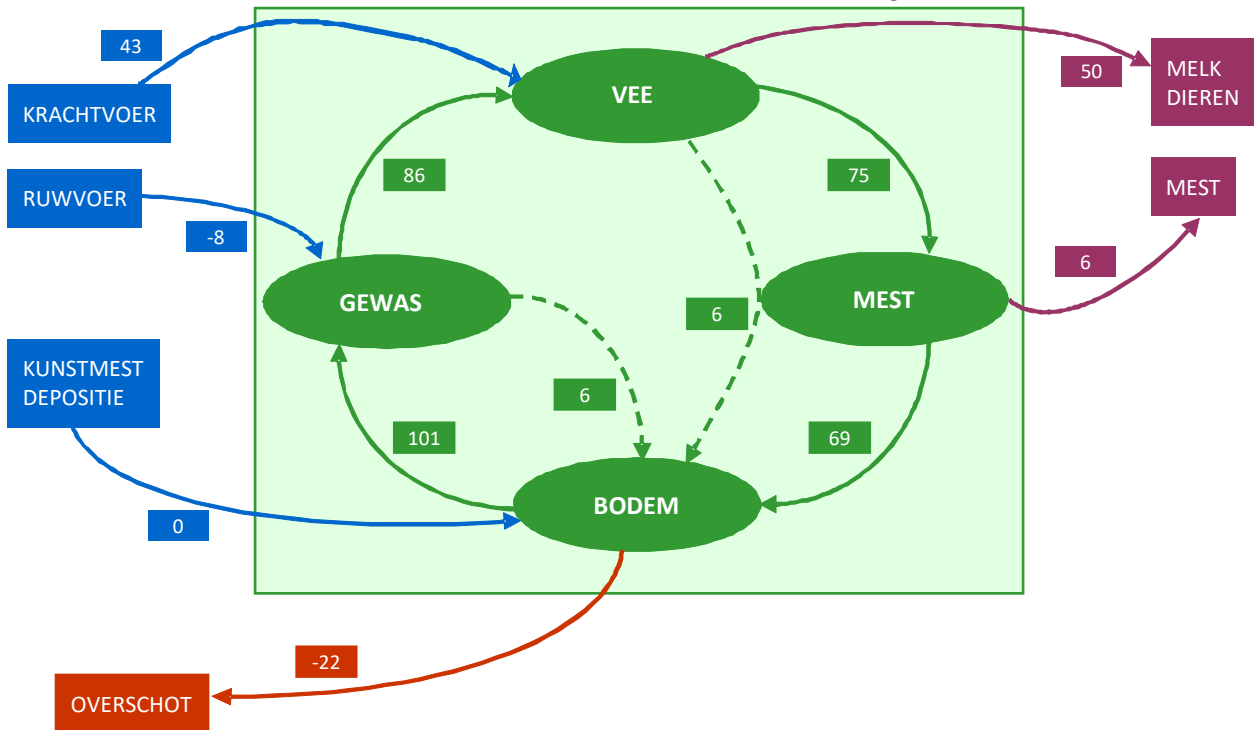 43
KRACHTVOER
VEE
50
MELK
DIEREN
86
75
RUWVOER
MEST
-8
6
GEWAS
MEST
6
KUNSTMEST
DEPOSITIE
6
101
69
BODEM
0
-22
OVERSCHOT